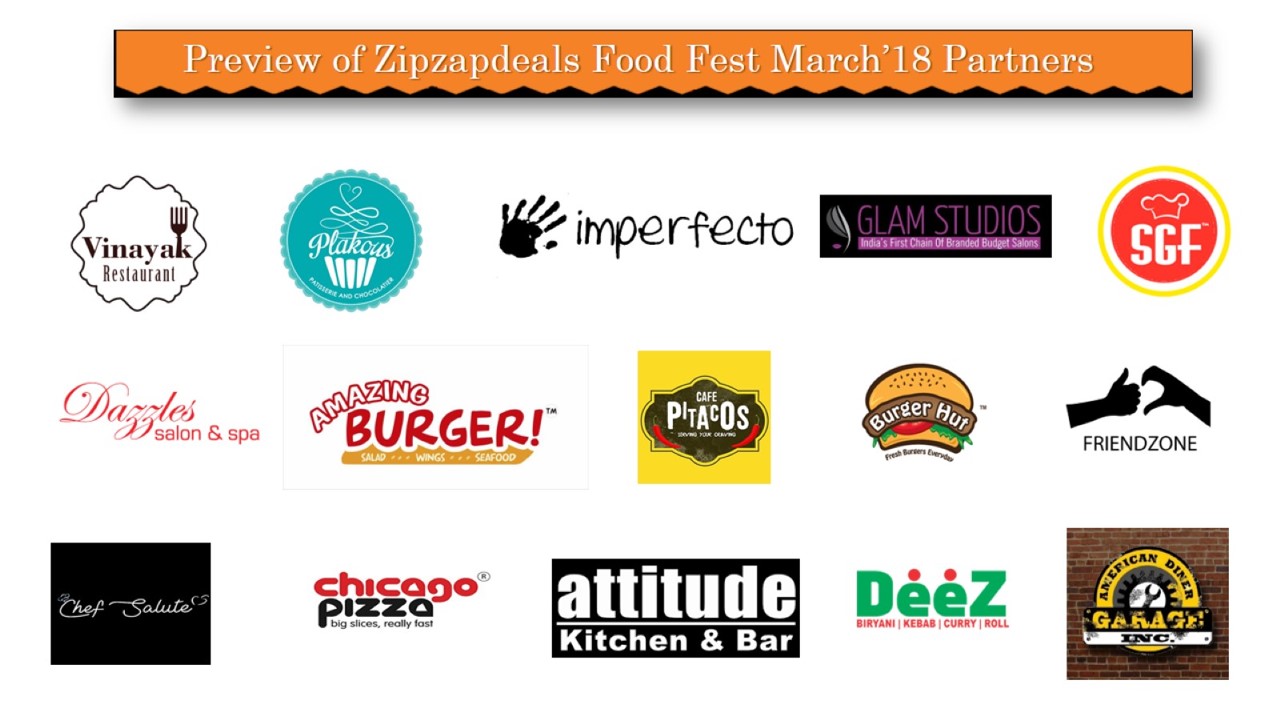 Preview of Zipzapdeals Food Fest March’18 Partners
Vinayak
Restaurant
Plakous
PATISSERIE AND CHOCOLATIER
imperfecto
GLAM STUDIOS
India's First Chain Of Branded Budget Salons
SGF™
Dazzles
salon & spa
AMAZING
BURGER!™
SALAD • • • WINGS • • • SEAFOOD
CAFE
PITACOS
SERVING YOUR CRAVING
Burger Hut™
Fresh Burgers Everyday
FRIENDZONE
Chef Salute
chicago®
pizza
big slices, really fast
attitude
Kitchen & Bar
DēēZ
BIRYANI | KEBAB | CURRY | ROLL
AMERICAN DINER
GARAGE
INC.